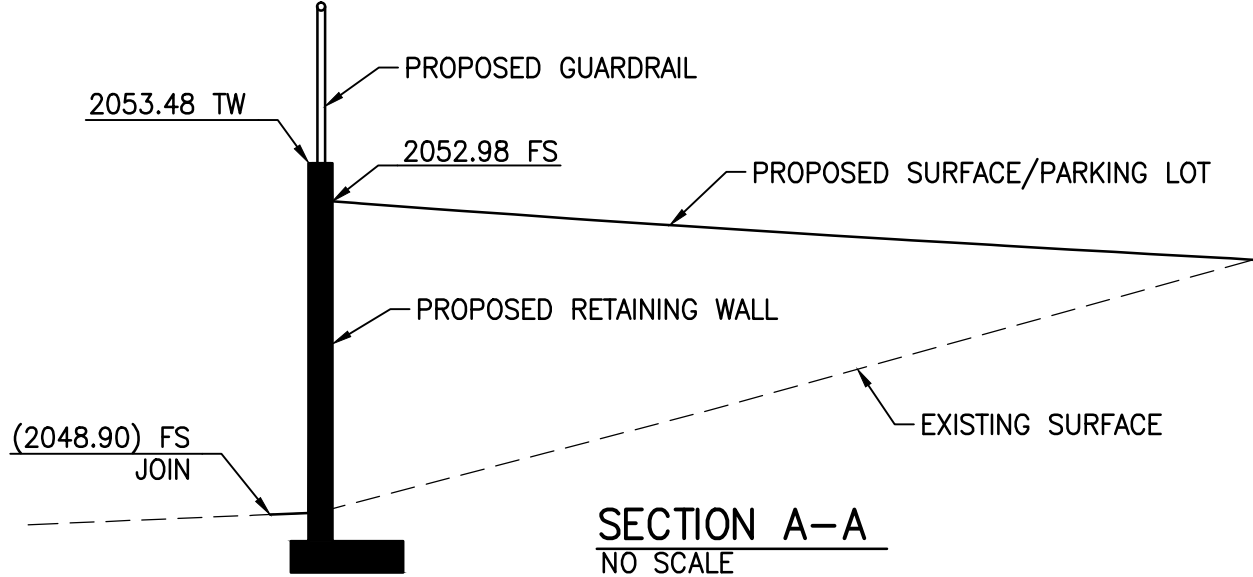 PROPOSED GUARDRAIL
2053.48 TW
2052.98 FS
PROPOSED SURFACE/PARKING LOT
PROPOSED RETAINING WALL
EXISTING SURFACE
(2048.90) FS
JOIN
SECTION A-A
NO SCALE